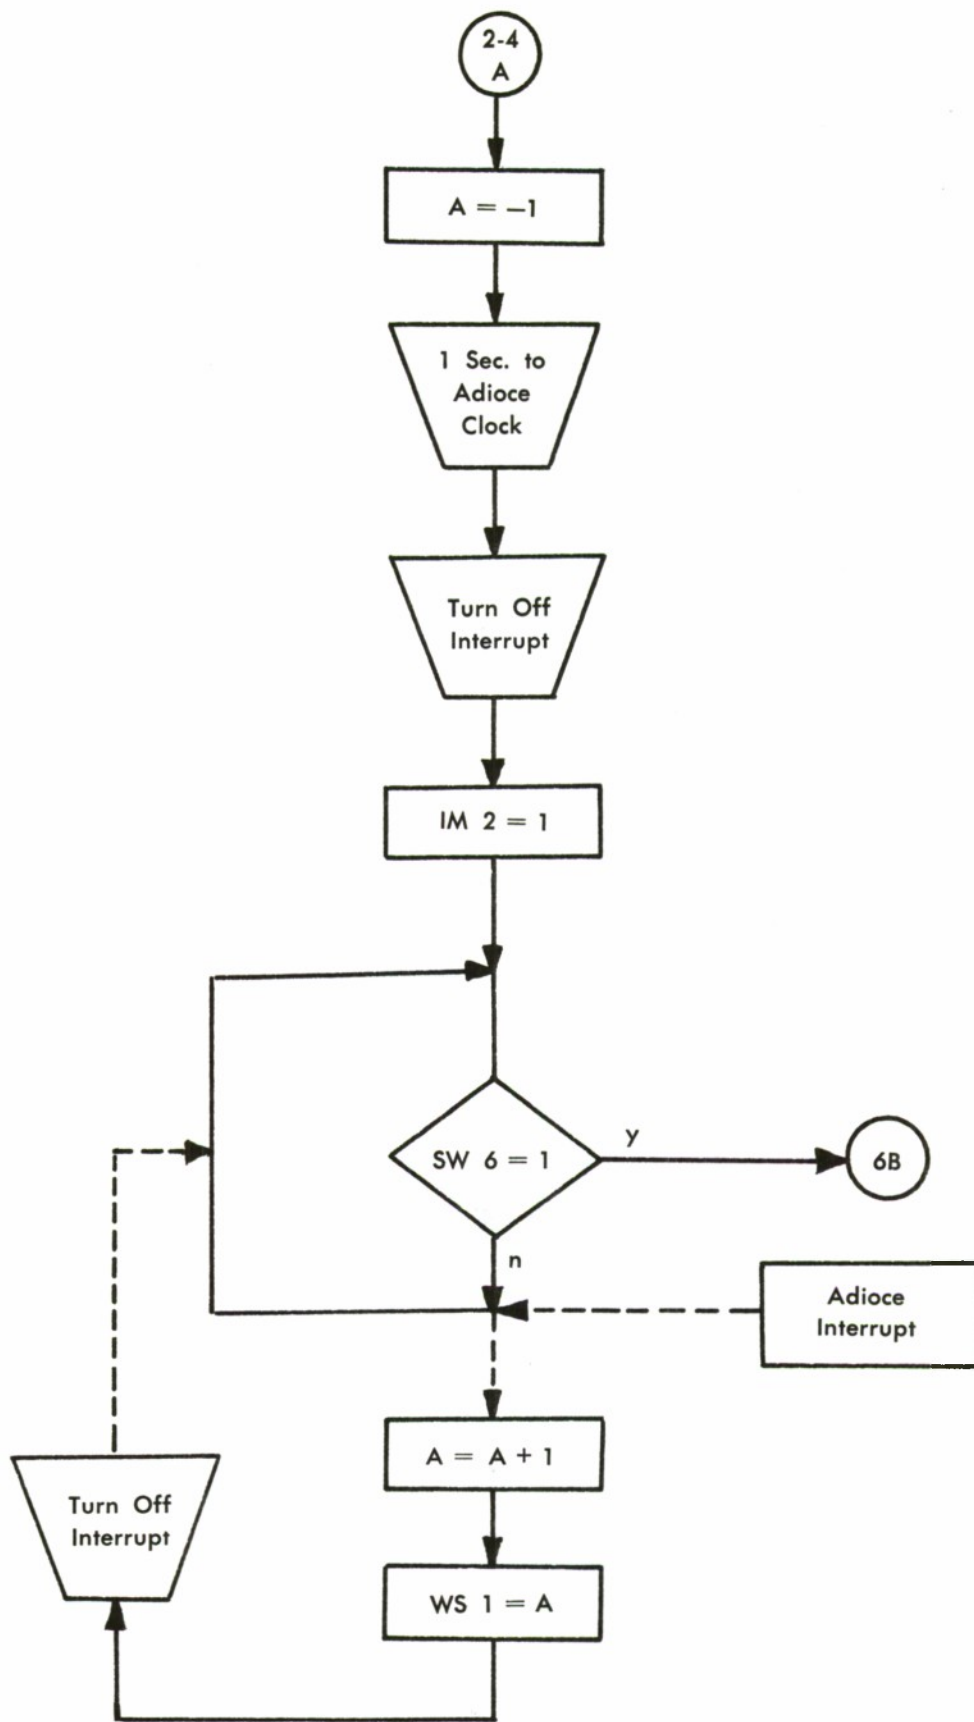 2-4
A
A = −1
1 Sec. to
Adioce
Clock
Turn Off
Interrupt
IM 2 = 1
SW 6 = 1
y
6B
n
Adioce
Interrupt
A = A + 1
Turn Off
Interrupt
WS 1 = A